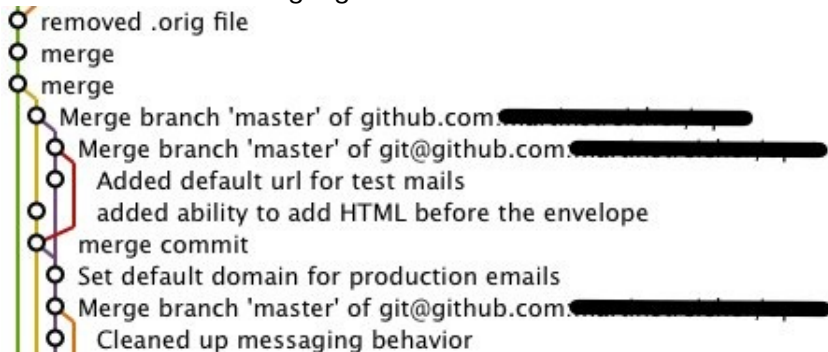 removed .orig file
merge
merge
Merge branch 'master' of github.com:
Merge branch 'master' of git@github.com:
Added default url for test mails
added ability to add HTML before the envelope
merge commit
Set default domain for production emails
Merge branch 'master' of git@github.com:
Cleaned up messaging behavior